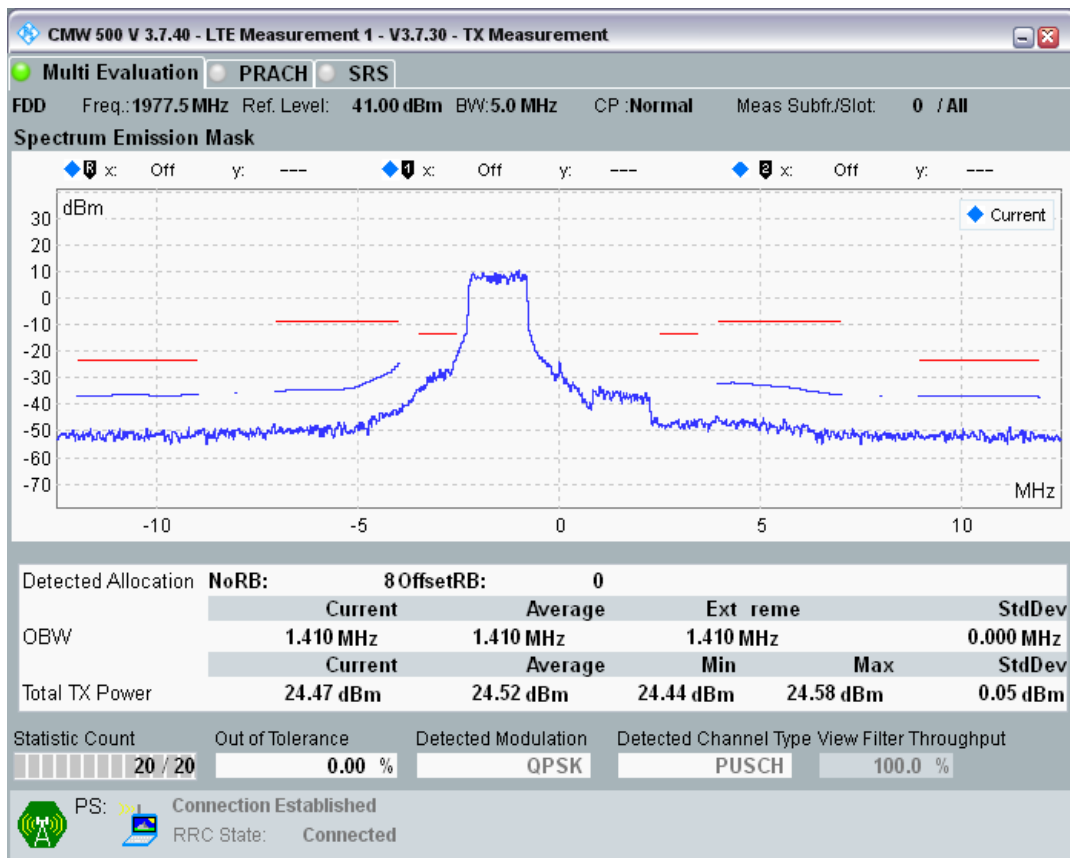 CMW 500 V 3.7.40 - LTE Measurement 1 - V3.7.30 - TX Measurement
Multi Evaluation PRACH SRS
FDD Freq.: 1977.5 MHz Ref. Level: 41.00 dBm BW: 5.0 MHz CP : Normal Meas Subfr./Slot: 0 / All
Spectrum Emission Mask
R x: Off y: --- 1 x: Off y: --- 2 x: Off y: ---
dBm
Current
30
20
10
0
-10
-20
-30
-40
-50
-60
-70
MHz
-10 -5 0 5 10
Detected Allocation NoRB: 8 OffsetRB: 0
Current Average Ext reme StdDev
OBW 1.410 MHz 1.410 MHz 1.410 MHz 0.000 MHz
Current Average Min Max StdDev
Total TX Power 24.47 dBm 24.52 dBm 24.44 dBm 24.58 dBm 0.05 dBm
Statistic Count Out of Tolerance Detected Modulation Detected Channel Type View Filter Throughput
20 / 20 0.00 % QPSK PUSCH 100.0 %
PS: Connection Established
RRC State: Connected